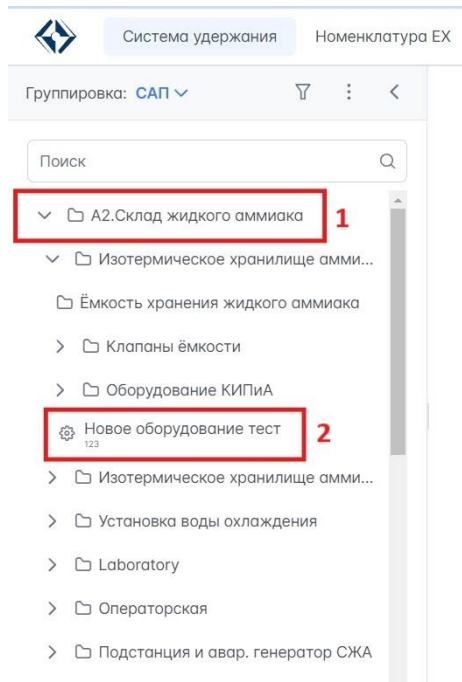 Система удержания Номенклатура EX
Группировка: САП
Поиск
А2.Склад жидкого аммиака 1
Изотермическое хранилище амми...
Ёмкость хранения жидкого аммиака
Клапаны ёмкости
Оборудование КИПиА
Новое оборудование тест 2
123
Изотермическое хранилище амми...
Установка воды охлаждения
Laboratory
Операторская
Подстанция и авар. генератор СЖА